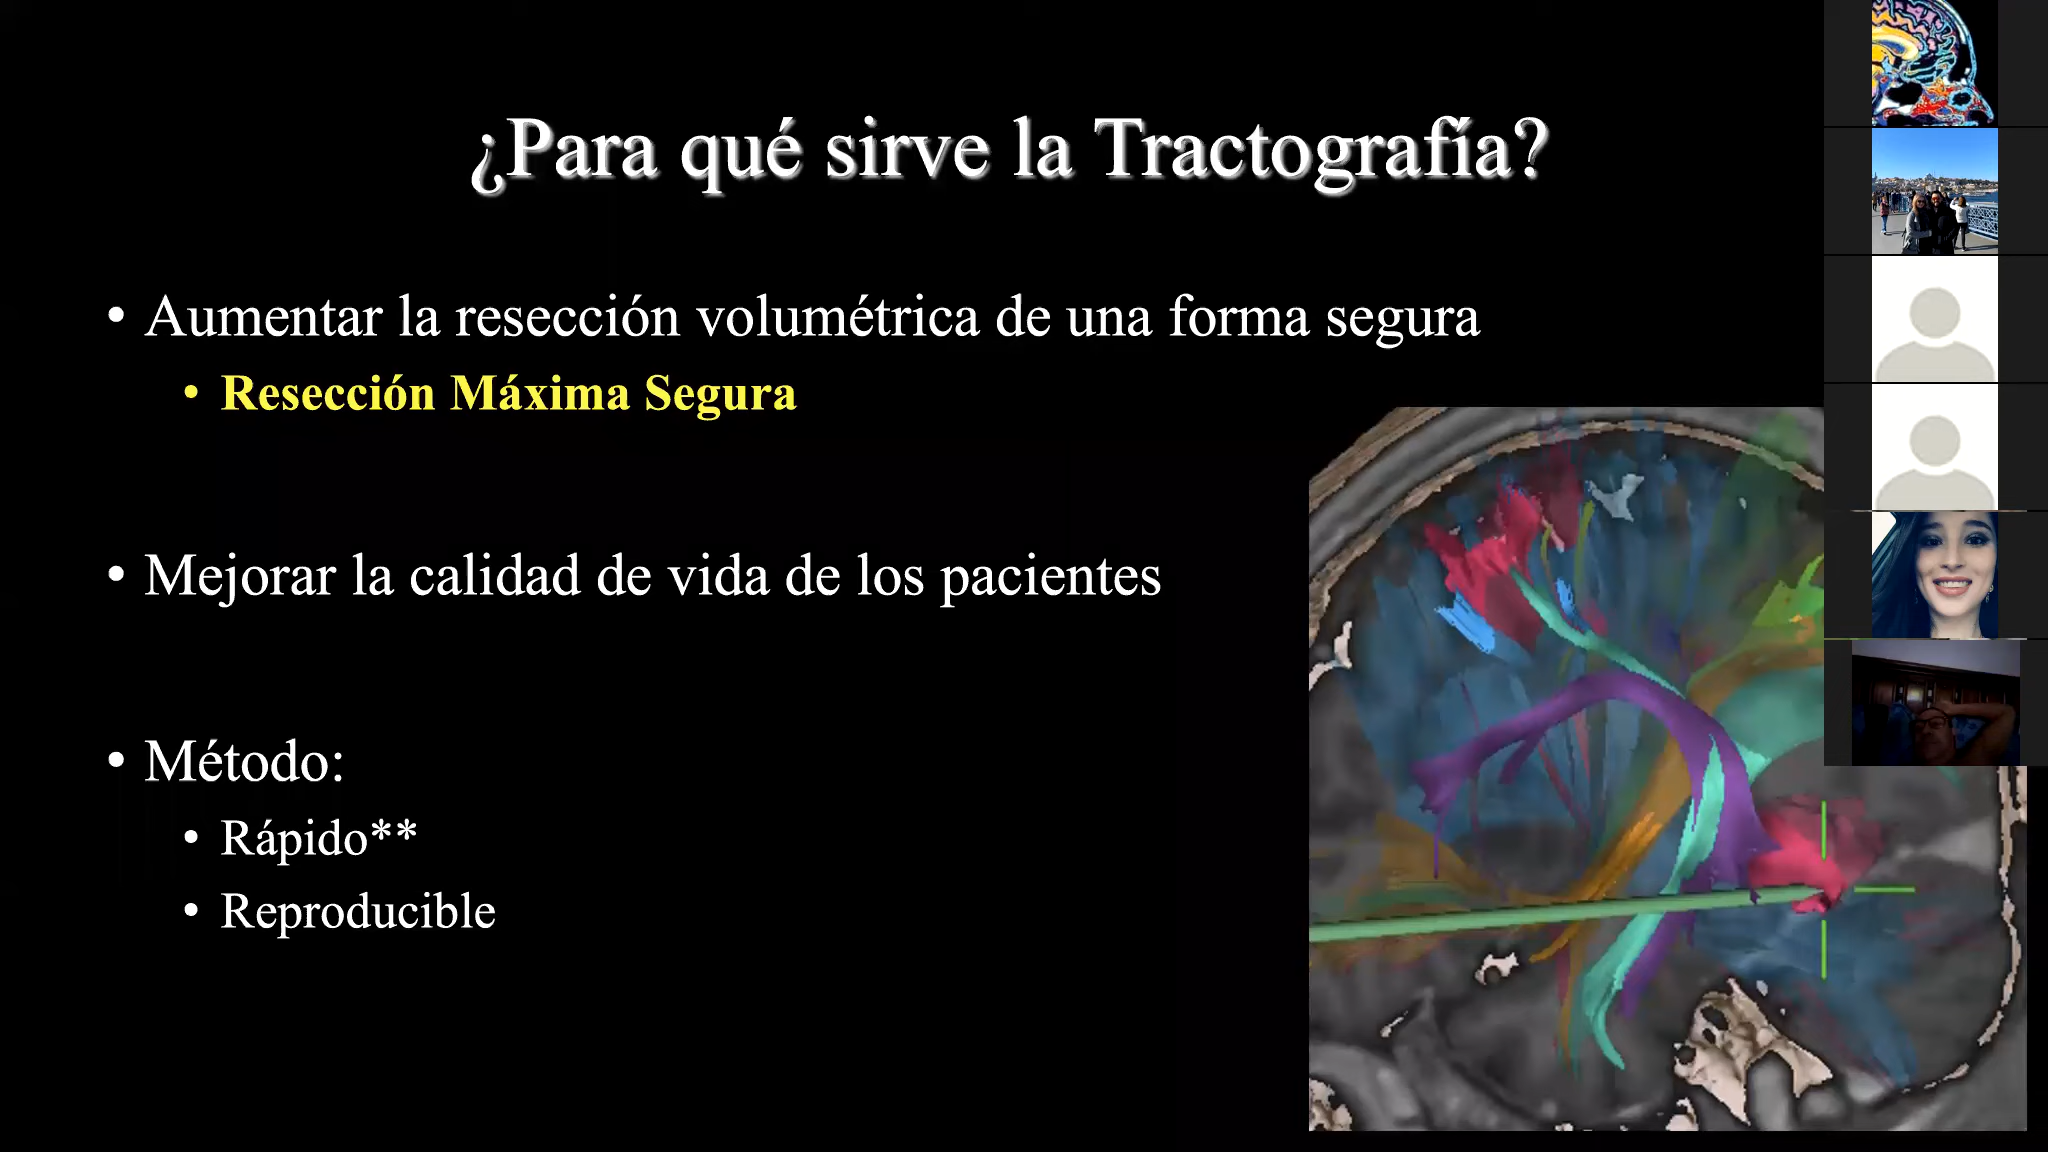 ¿Para qué sirve la Tractografía?
• Aumentar la resección volumétrica de una forma segura
• Resección Máxima Segura
• Mejorar la calidad de vida de los pacientes
• Método:
• Rápido**
• Reproducible